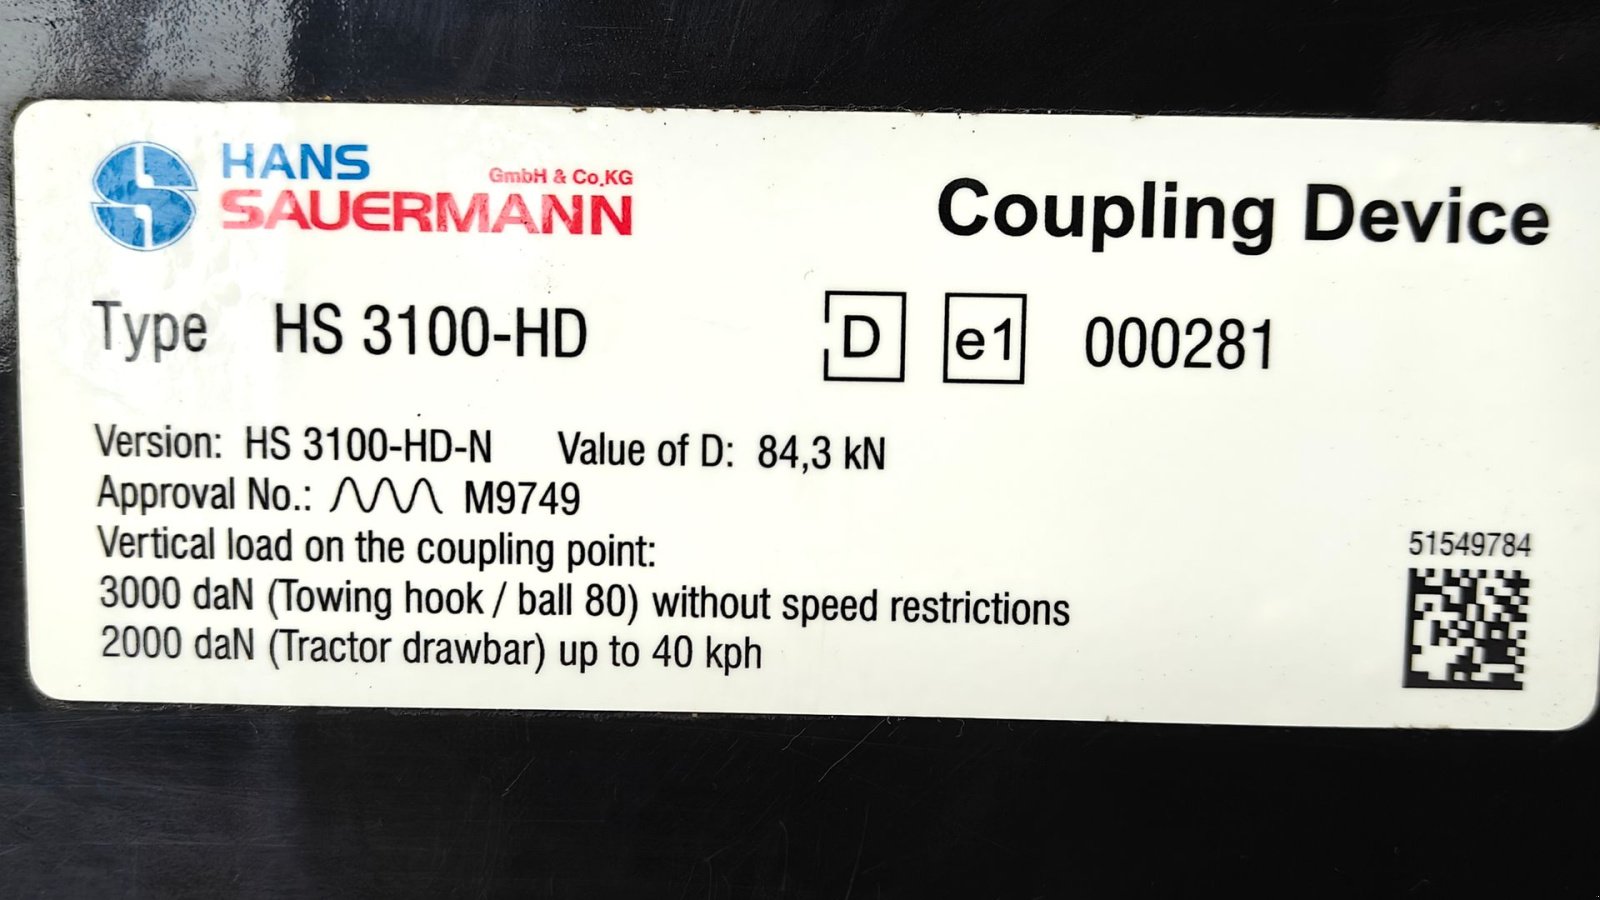 HANS
GmbH & Co.KG
SAUERMANN
Coupling Device
Type HS 3100-HD D e1 000281
Version: HS 3100-HD-N Value of D: 84,3 kN
Approval No.: M9749
Vertical load on the coupling point:
3000 daN (Towing hook / ball 80) without speed restrictions
2000 daN (Tractor drawbar) up to 40 kph
51549784